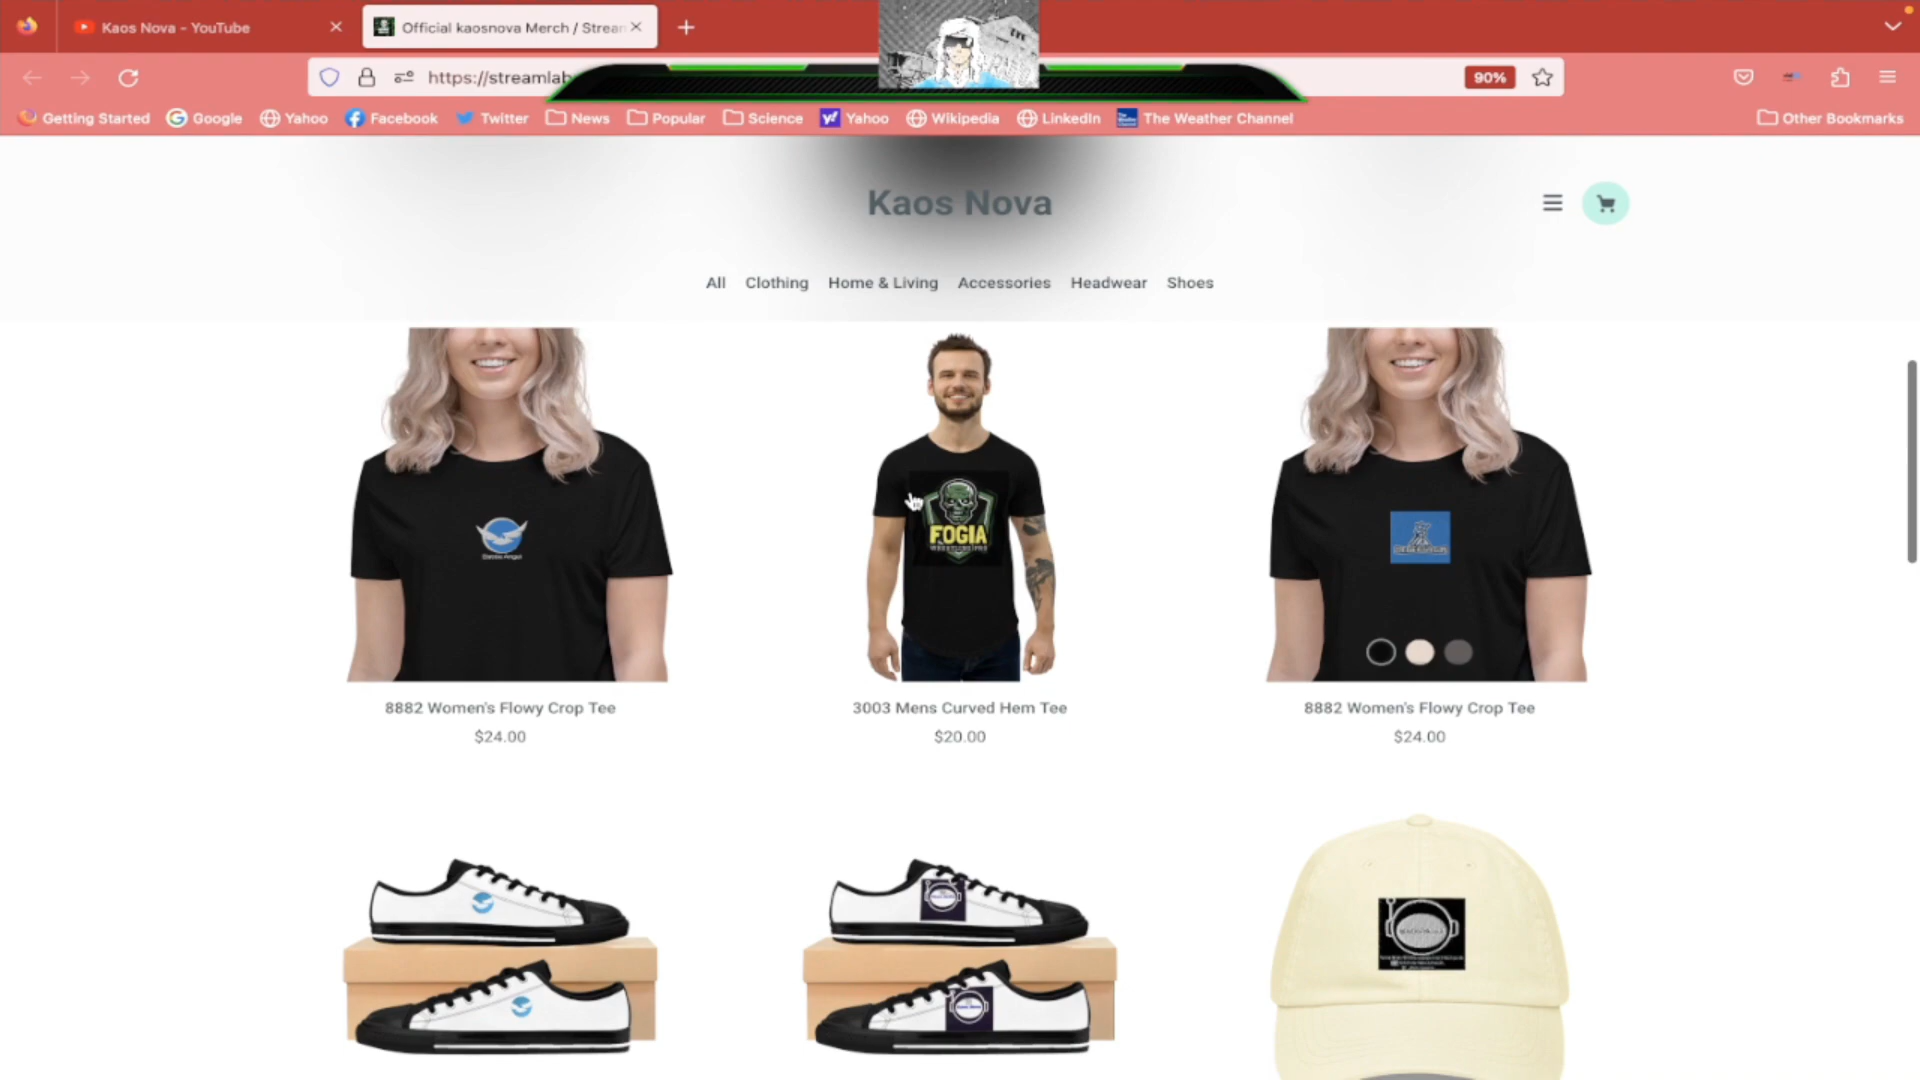 Kaos Nova - YouTube
Official kaosnova Merch / Stream
https://streamlab
90%
Getting Started
Google
Yahoo
Facebook
Twitter
News
Popular
Science
Yahoo
Wikipedia
LinkedIn
The Weather Channel
Other Bookmarks
Kaos Nova
All
Clothing
Home & Living
Accessories
Headwear
Shoes
FOGIA
8882 Women's Flowy Crop Tee
$24.00
3003 Mens Curved Hem Tee
$20.00
8882 Women's Flowy Crop Tee
$24.00